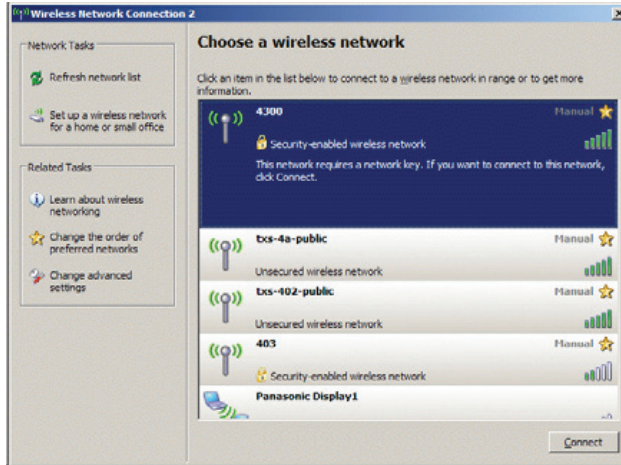 Wireless Network Connection 2
Network Tasks
Refresh network list
Set up a wireless network
for a home or small office
Related Tasks
Learn about wireless
networking
Change the order of
preferred networks
Change advanced
settings
Choose a wireless network
Click an item in the list below to connect to a wireless network in range or to get more
information.
4300
Manual
Security-enabled wireless network
This network requires a network key. If you want to connect to this network,
click Connect.
txs-4a-public
Manual
Unsecured wireless network
txs-402-public
Manual
Unsecured wireless network
403
Manual
Security-enabled wireless network
Panasonic Display1
Connect